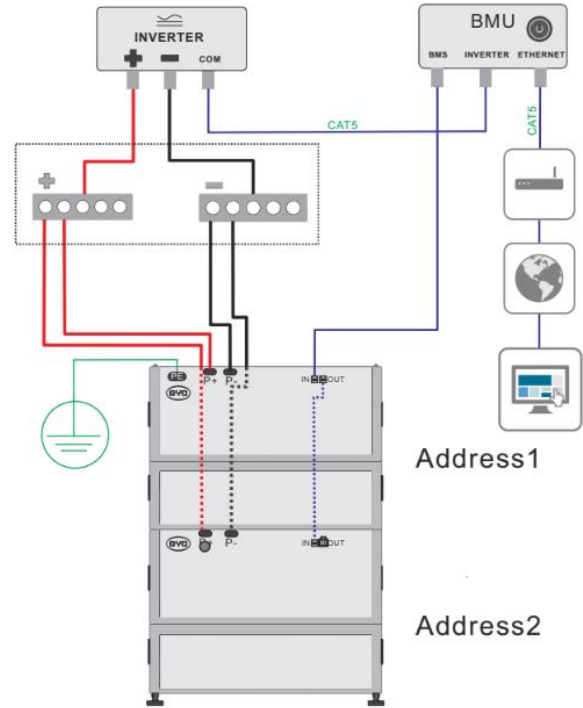 INVERTER
+ − COM
BMU
BMS INVERTER ETHERNET
CAT5
CAT5
+ −
PE P+ P- IN OUT
BYD
Address1
BYD P- IN OUT
Address2